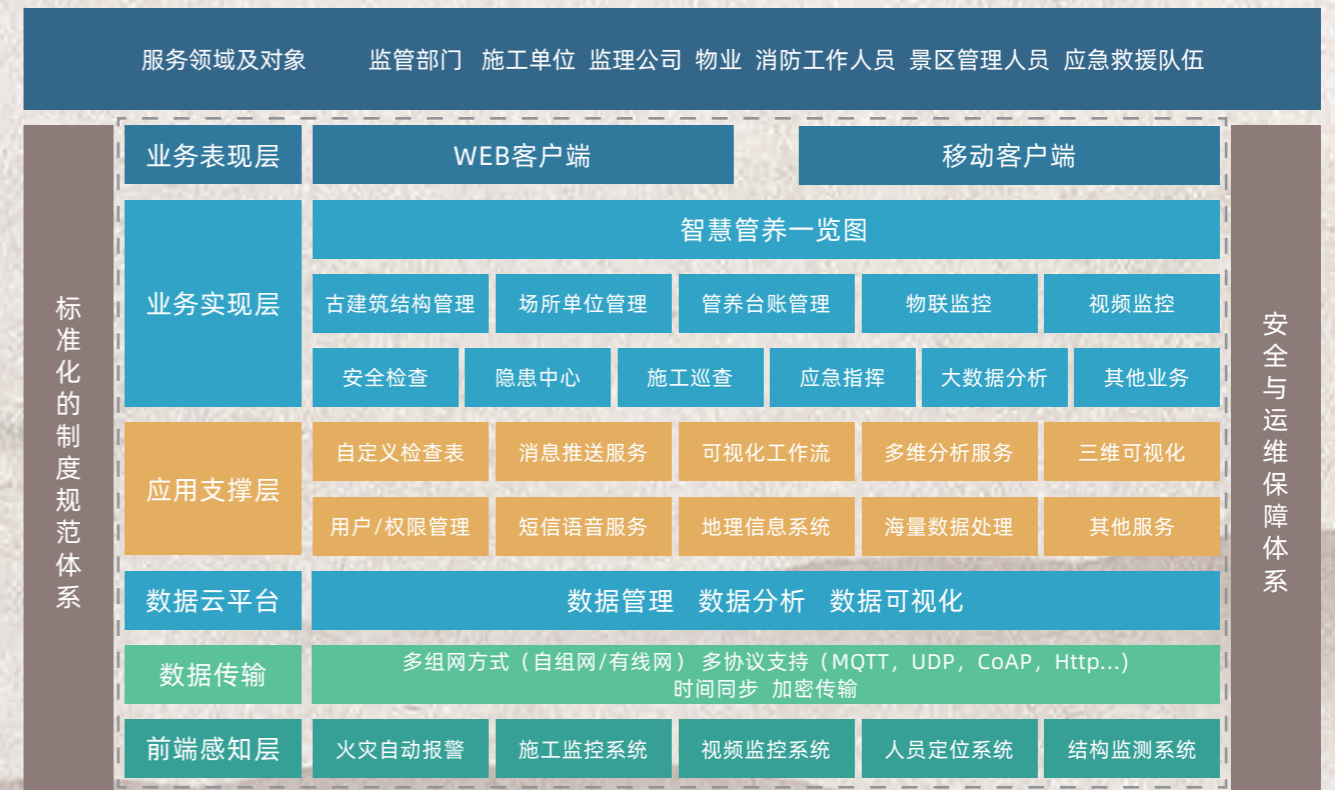 服务领域及对象 监管部门 施工单位 监理公司 物业 消防工作人员 景区管理人员 应急救援队伍
标准化的制度规范体系
业务表现层 WEB客户端 移动客户端
业务实现层
智慧管养一览图
古建筑结构管理 场所单位管理 管养台账管理 物联监控 视频监控
安全检查 隐患中心 施工巡查 应急指挥 大数据分析 其他业务
应用支撑层
自定义检查表 消息推送服务 可视化工作流 多维分析服务 三维可视化
用户/权限管理 短信语音服务 地理信息系统 海量数据处理 其他服务
数据云平台 数据管理 数据分析 数据可视化
数据传输
多组网方式（自组网/有线网） 多协议支持（MQTT，UDP，CoAP，Http...)
时间同步 加密传输
前端感知层 火灾自动报警 施工监控系统 视频监控系统 人员定位系统 结构监测系统
安全与运维保障体系